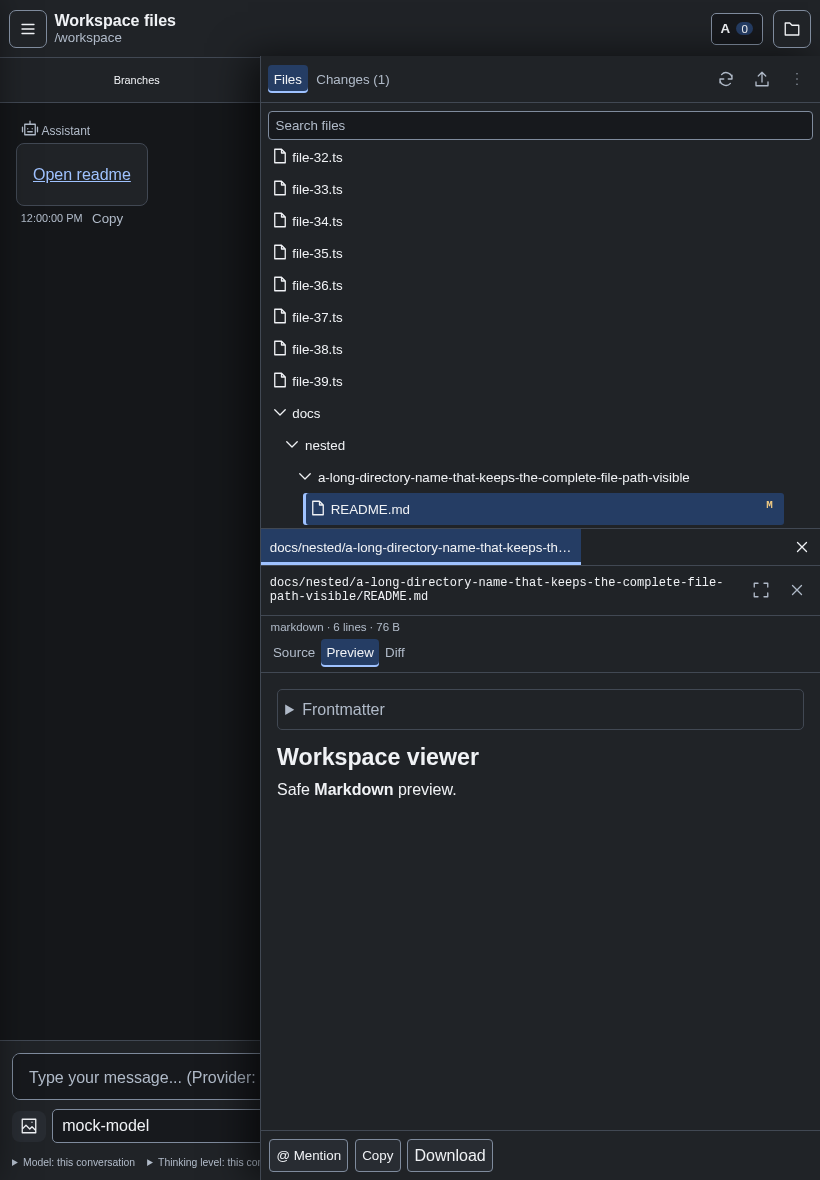 Workspace files
/workspace
A 0
Branches
Files Changes (1)
Assistant
Open readme
12:00:00 PM Copy
Search files
file-32.ts
file-33.ts
file-34.ts
file-35.ts
file-36.ts
file-37.ts
file-38.ts
file-39.ts
docs
nested
a-long-directory-name-that-keeps-the-complete-file-path-visible
README.md M
docs/nested/a-long-directory-name-that-keeps-th…
docs/nested/a-long-directory-name-that-keeps-the-complete-file-
path-visible/README.md
markdown · 6 lines · 76 B
Source Preview Diff
Frontmatter
Workspace viewer
Safe Markdown preview.
Type your message... (Provider:
mock-model
Model: this conversation Thinking level: this con
@ Mention Copy Download